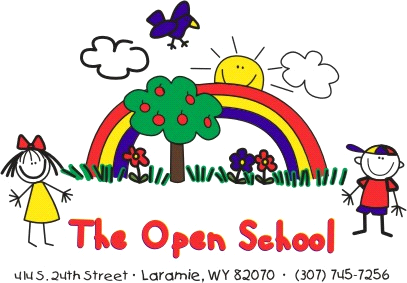 The Open School
414 S. 24th Street · Laramie, WY 82070 · (307) 745-7256